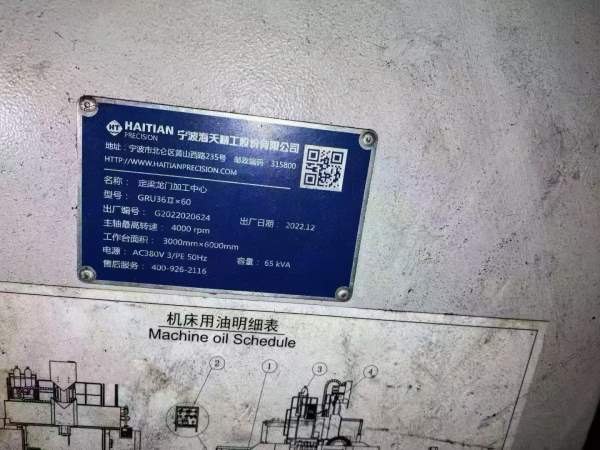 HT HAITIAN PRECISION 宁波海天精工股份有限公司
地址：宁波市北仑区黄山西路235号 邮政编码：315800
HTTP://WWW.HAITIANPRECISION.COM
名称：定梁龙门加工中心
型号：GRU36Ⅱ×60
出厂编号：G2022020624 出厂日期：2022.12
主轴最高转速：4000 rpm
工作台面积：3000mm×6000mm
电源：AC380V 3/PE 50Hz 容量：65 kVA
售后服务：400-926-2116
机床用油明细表
Machine oil Schedule
2 1 3 4